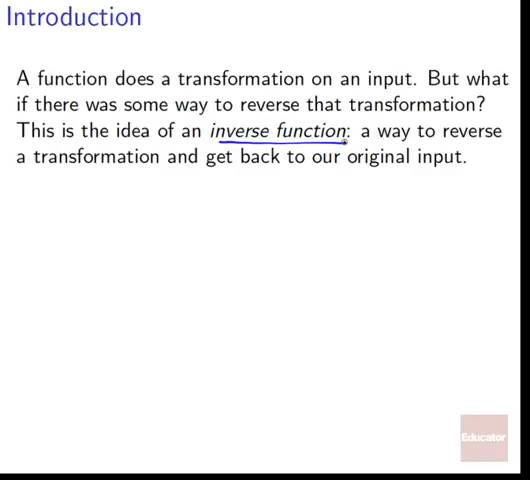 Introduction
A function does a transformation on an input. But what
if there was some way to reverse that transformation?
This is the idea of an inverse function: a way to reverse
a transformation and get back to our original input.
Educator